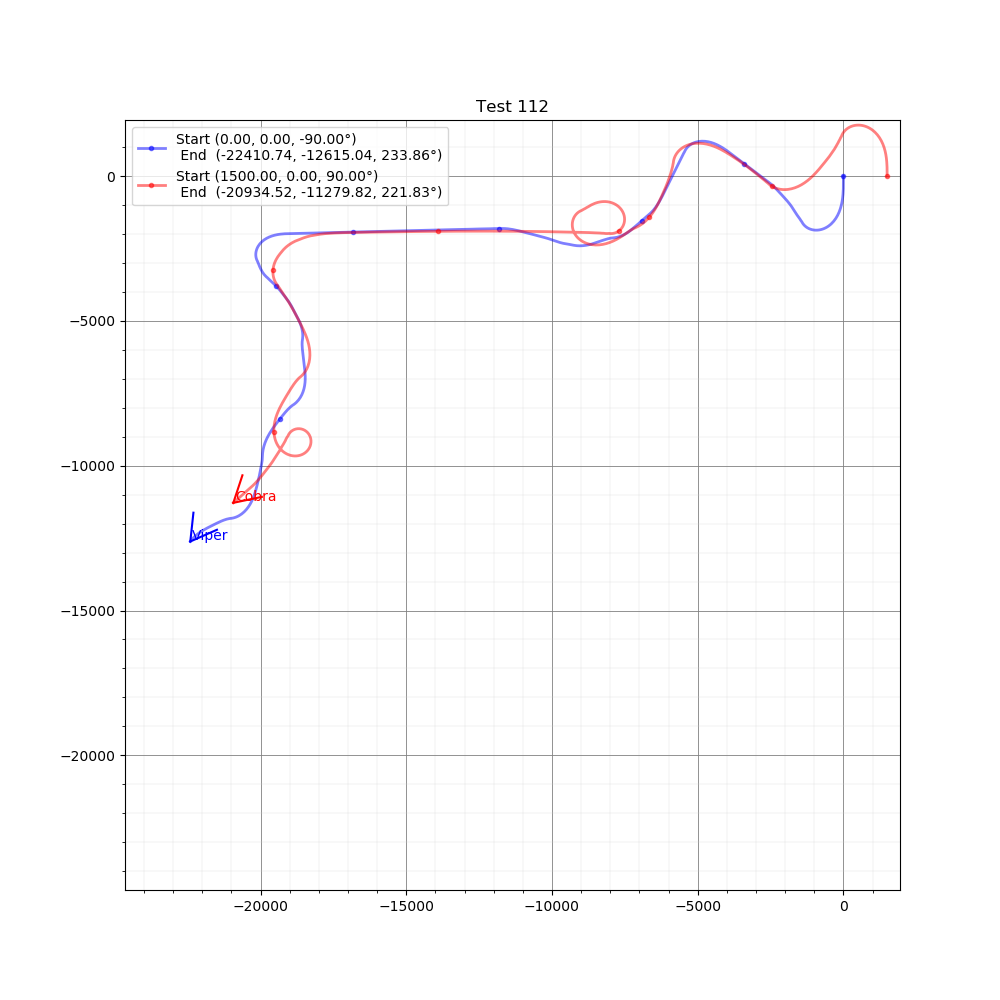 Test 112
Start (0.00, 0.00, -90.00°)
End  (-22410.74, -12615.04, 233.86°)
Start (1500.00, 0.00, 90.00°)
End  (-20934.52, -11279.82, 221.83°)
0
−5000
−10000
−15000
−20000
Cobra
Viper
−20000
−15000
−10000
−5000
0